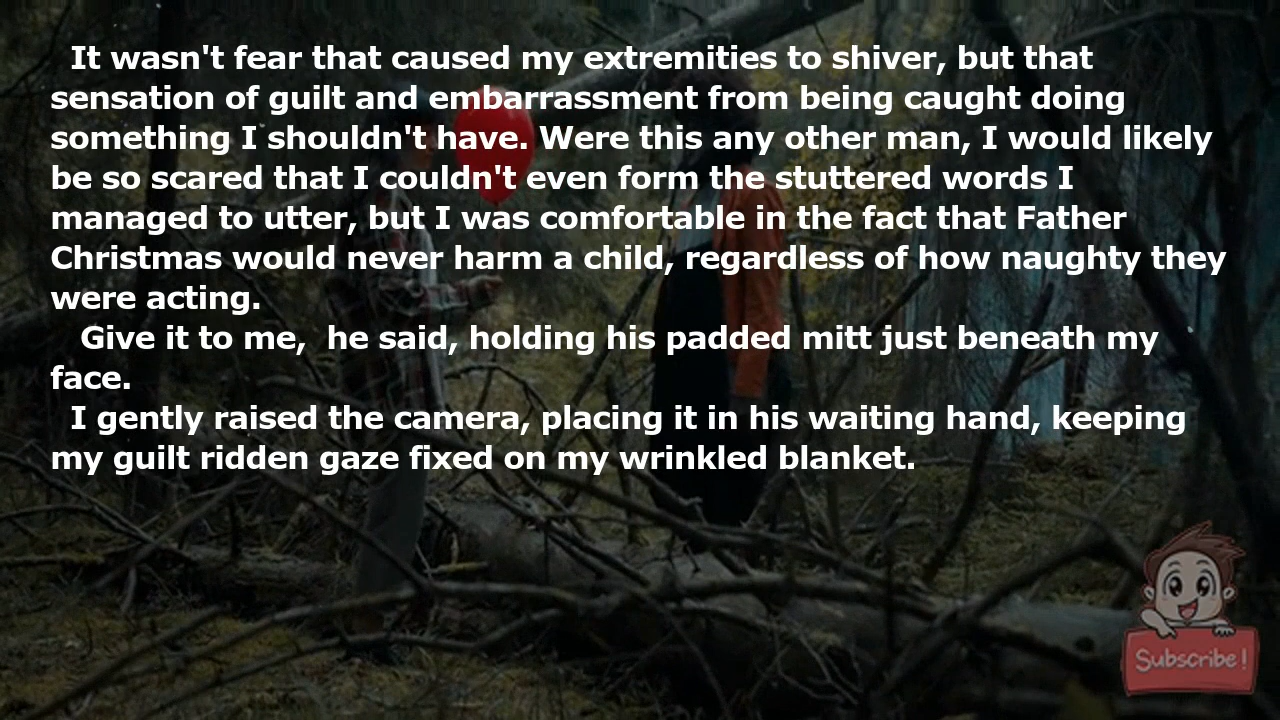 It wasn't fear that caused my extremities to shiver, but that
sensation of guilt and embarrassment from being caught doing
something I shouldn't have. Were this any other man, I would likely
be so scared that I couldn't even form the stuttered words I
managed to utter, but I was comfortable in the fact that Father
Christmas would never harm a child, regardless of how naughty they
were acting.
Give it to me,  he said, holding his padded mitt just beneath my
face.
I gently raised the camera, placing it in his waiting hand, keeping
my guilt ridden gaze fixed on my wrinkled blanket.
Subscribe!